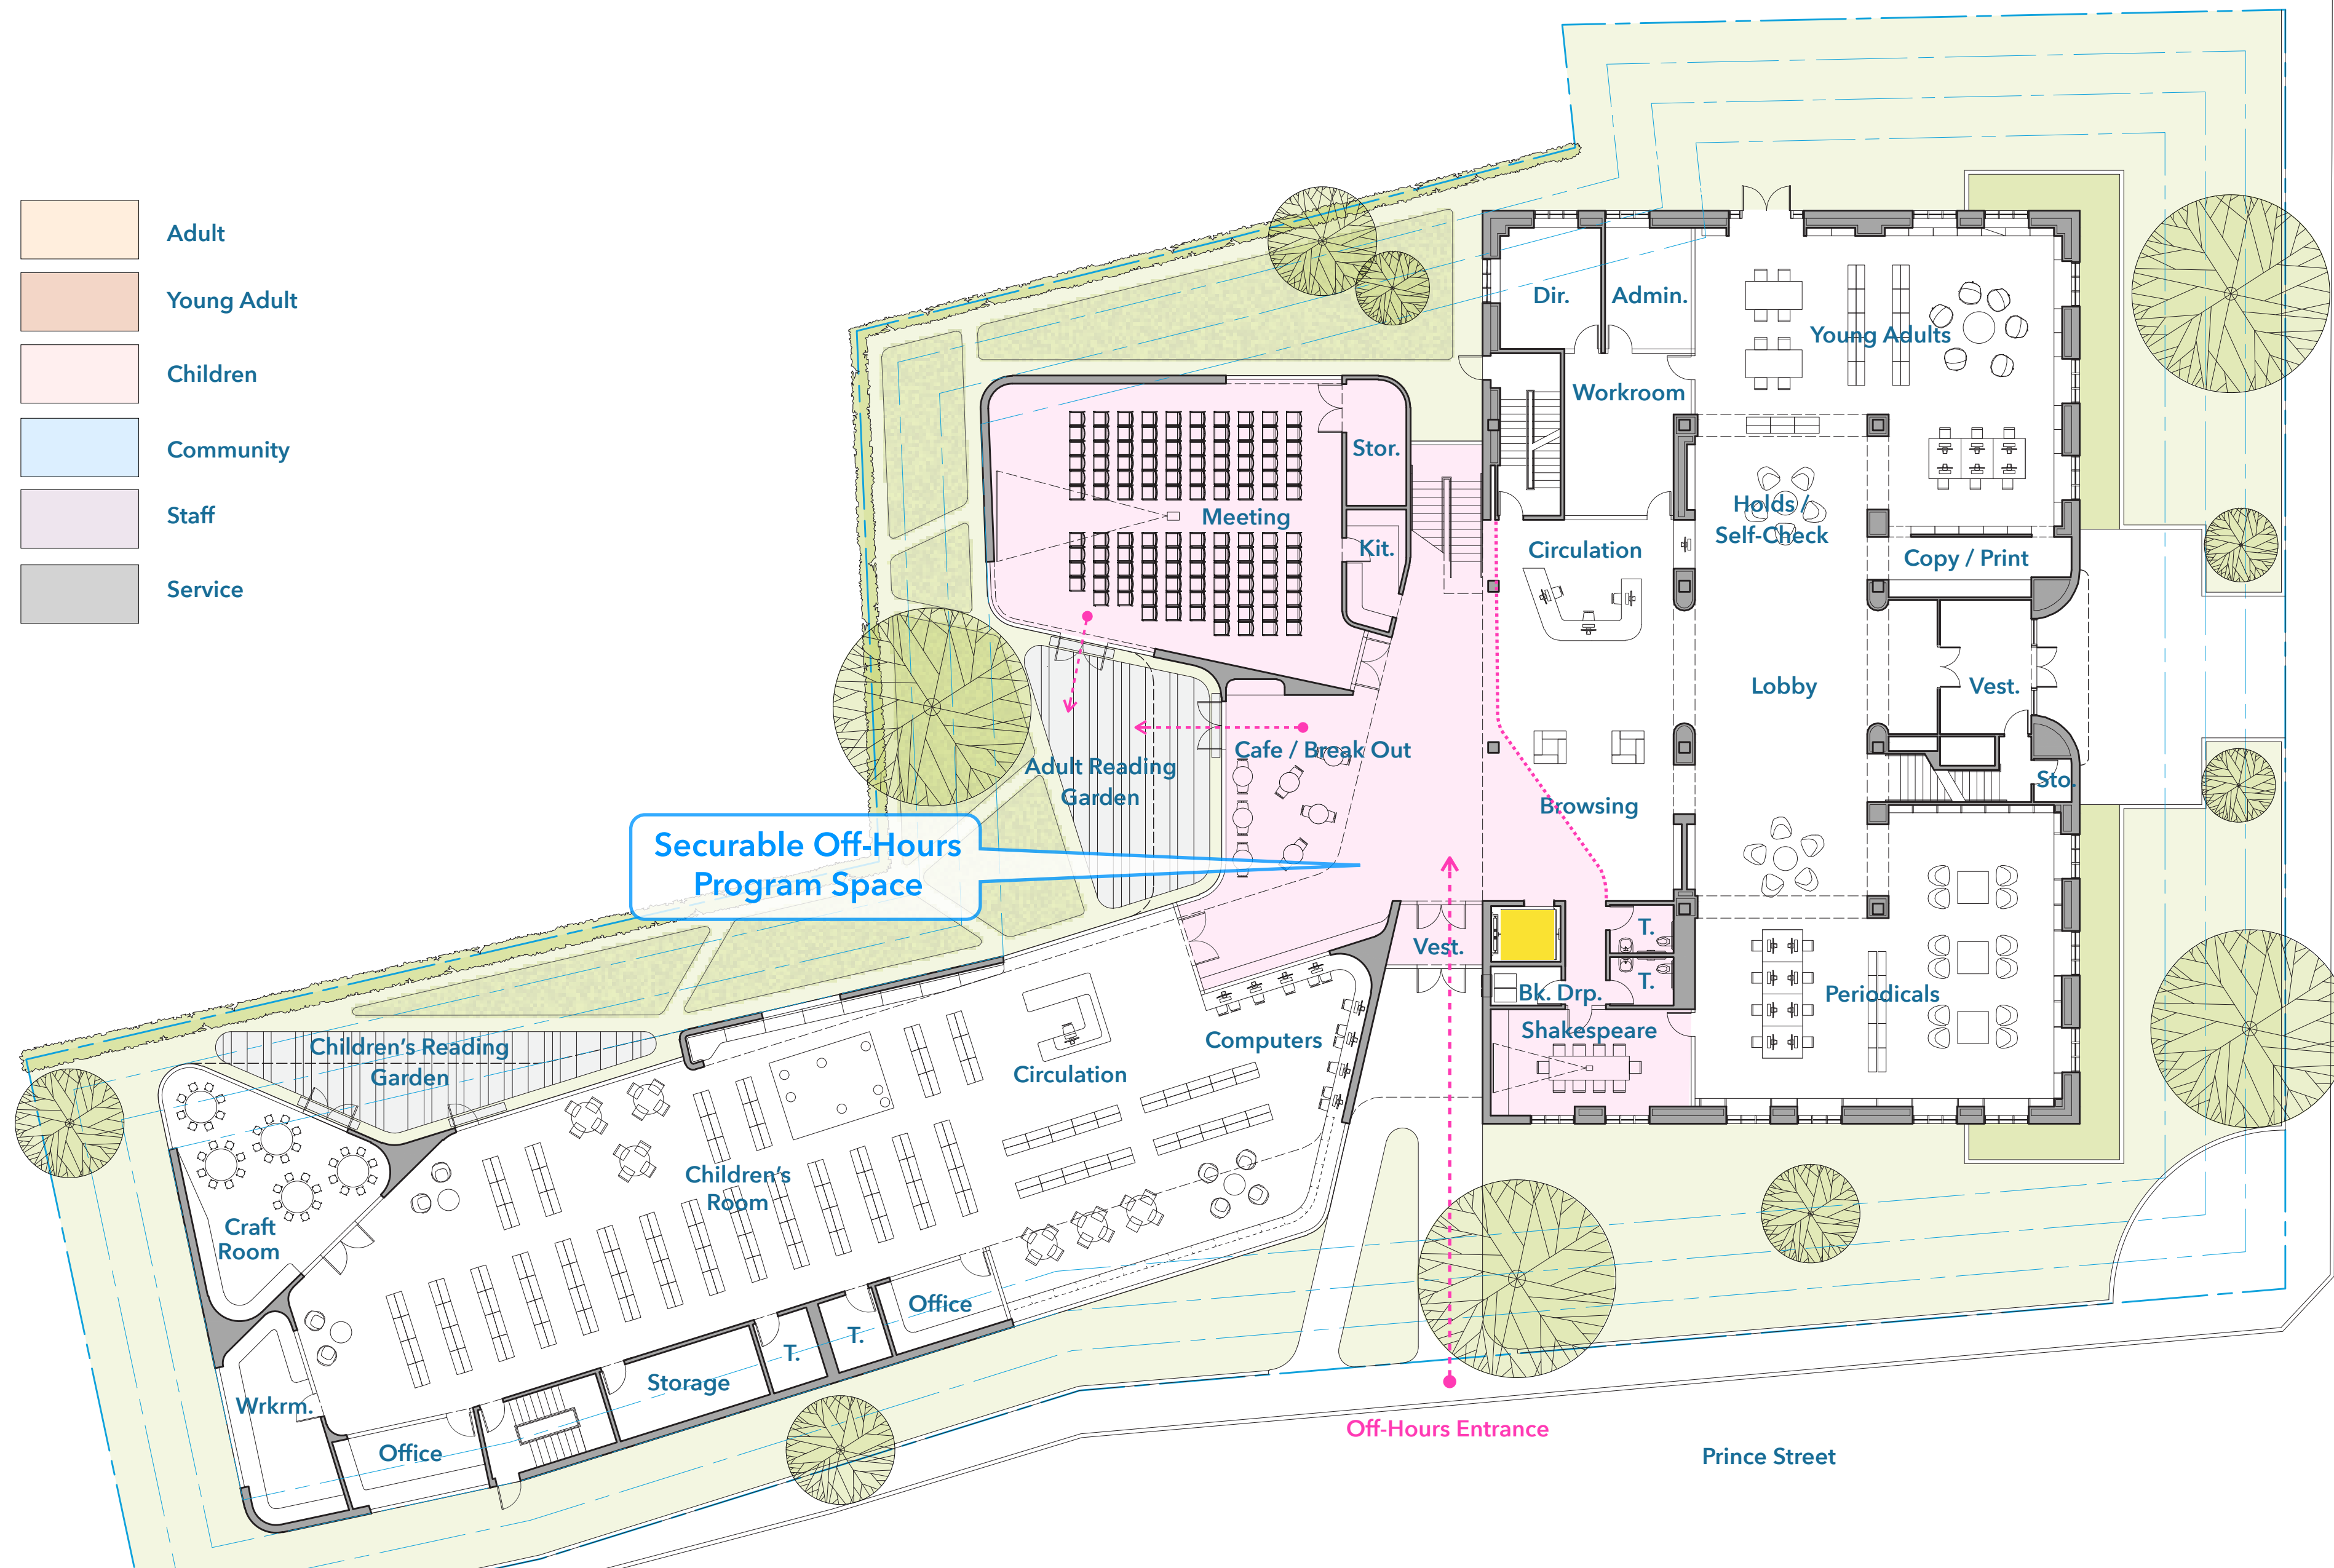 Adult
Young Adult
Children
Community
Staff
Service
Dir.
Admin.
Young Adults
Workroom
Stor.
Meeting
Kit.
Circulation
Holds /
Self-Check
Copy / Print
Lobby
Vest.
Cafe / Break Out
Adult Reading
Garden
Sto.
Browsing
Securable Off-Hours
Program Space
Vest.
T.
T.
Bk. Drp.
Periodicals
Shakespeare
Computers
Children's Reading
Garden
Circulation
Children's
Room
Craft
Room
Office
T.
T.
Storage
Wrkrm.
Office
Off-Hours Entrance
Prince Street